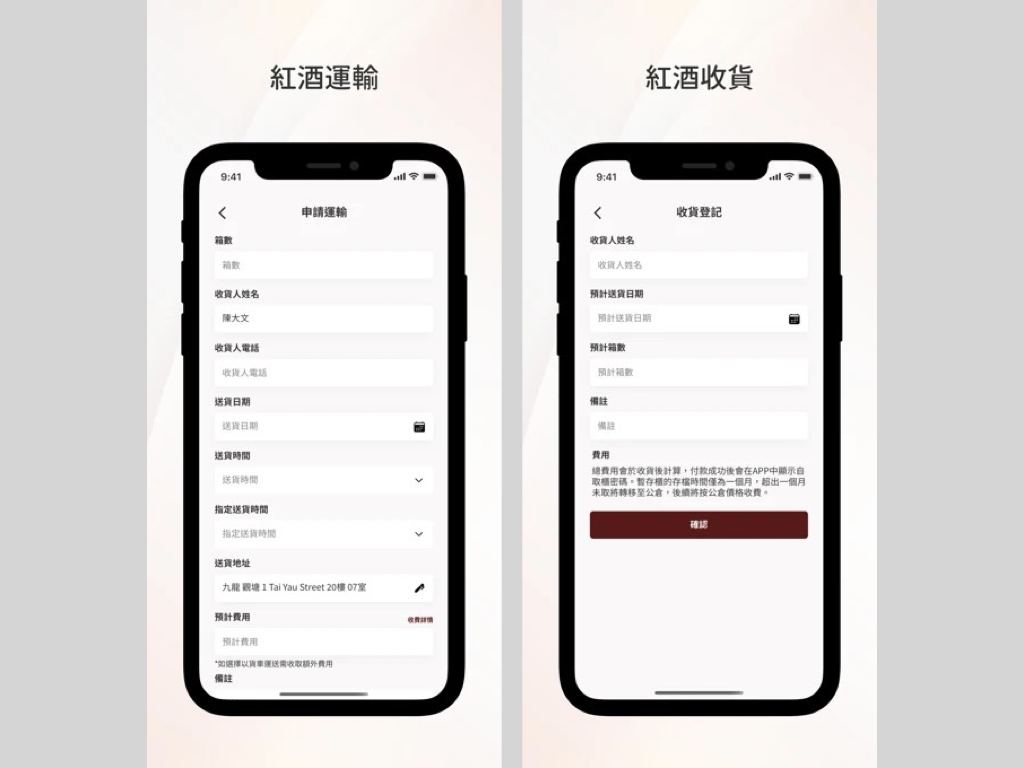 紅酒運輸
9:41
申請運輸
箱數
箱數
收貨人姓名
陳大文
收貨人電話
收貨人電話
送貨日期
送貨日期
送貨時間
送貨時間
指定送貨時間
指定送貨時間
送貨地址
九龍 觀塘 1 Tai Yau Street 20樓 07室
預計費用
收費詳情
預計費用
*如選擇以貨車運送需收取額外費用
備註
紅酒收貨
9:41
收貨登記
收貨人姓名
收貨人姓名
預計送貨日期
預計送貨日期
預計箱數
預計箱數
備註
備註
費用
總費用會於收貨後計算，付款成功後會在APP中顯示自
取櫃密碼。暫存櫃的存檔時間僅為一個月，超出一個月
未取將轉移至公倉，後續將按公倉價格收費。
確認